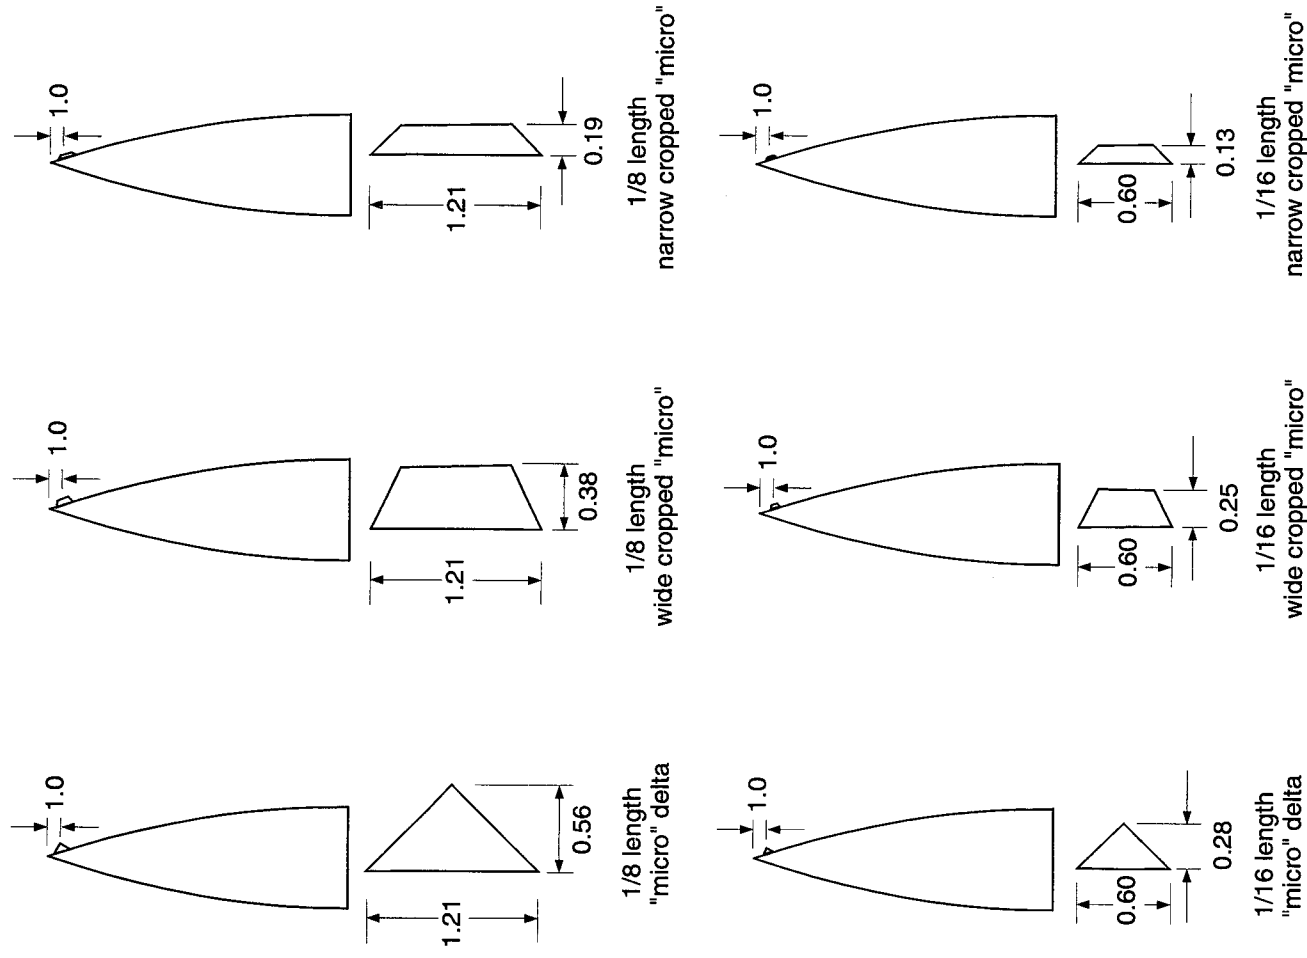 1.0
1.21
0.19
1/8 length
narrow cropped "micro"
1.0
0.60
0.13
1/16 length
narrow cropped "micro"
1.0
1.21
0.38
1/8 length
wide cropped "micro"
1.0
0.60
0.25
1/16 length
wide cropped "micro"
1.0
1.21
0.56
1/8 length
"micro" delta
1.0
0.60
0.28
1/16 length
"micro" delta